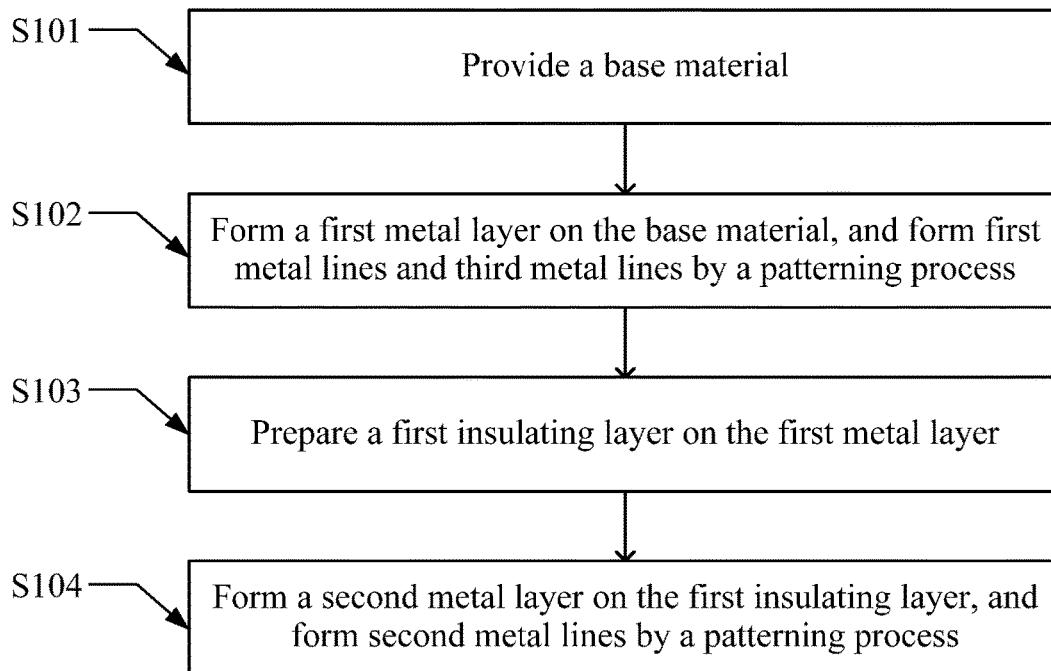 S101
Provide a base material
S102
Form a first metal layer on the base material, and form first
metal lines and third metal lines by a patterning process
S103
Prepare a first insulating layer on the first metal layer
S104
Form a second metal layer on the first insulating layer, and
form second metal lines by a patterning process